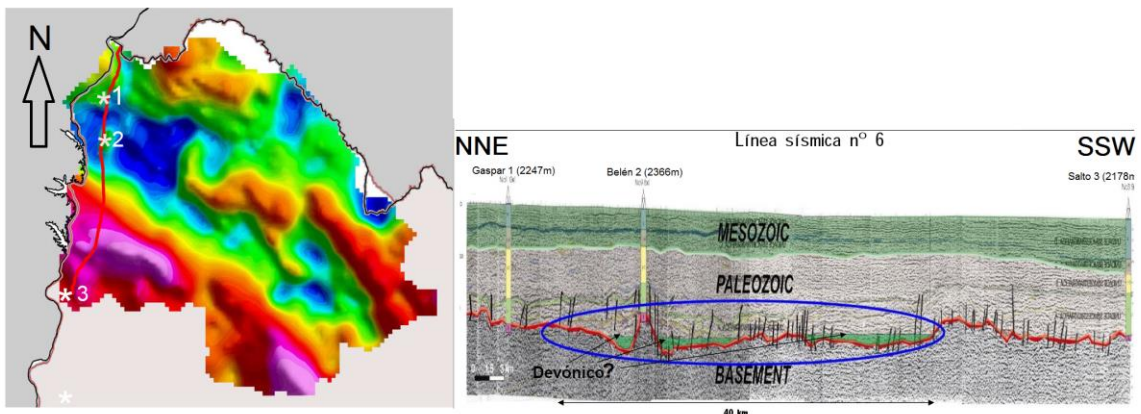 N
*1
*2
*3
*
NNE
Línea sísmica nº 6
SSW
Gaspar 1 (2247m)
Belén 2 (2366m)
Salto 3 (2178m
MESOZOIC
PALEOZOIC
Devónico?
BASEMENT
40 km